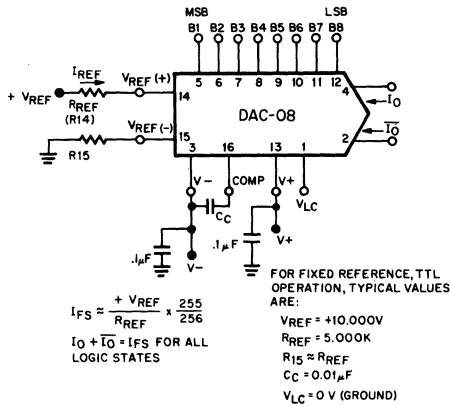 MSB LSB
B1 B2 B3 B4 B5 B6 B7 B8
5 6 7 8 9 10 11 12
IREF
+ VREF
RREF
(R14)
VREF(+)
14
4
IO
DAC-08
VREF(-)
15
R15
2
I̅O̅
3 16 13 1
V- COMP V+ VLC
CC
.1μF
V-
.1μF
V+
IFS ≈ + VREF / RREF x 255 / 256
IO + I̅O̅ = IFS FOR ALL
LOGIC STATES
FOR FIXED REFERENCE, TTL
OPERATION, TYPICAL VALUES
ARE:
VREF = +10.000V
RREF = 5.000K
R15 ≈ RREF
CC = 0.01μF
VLC = 0 V (GROUND)